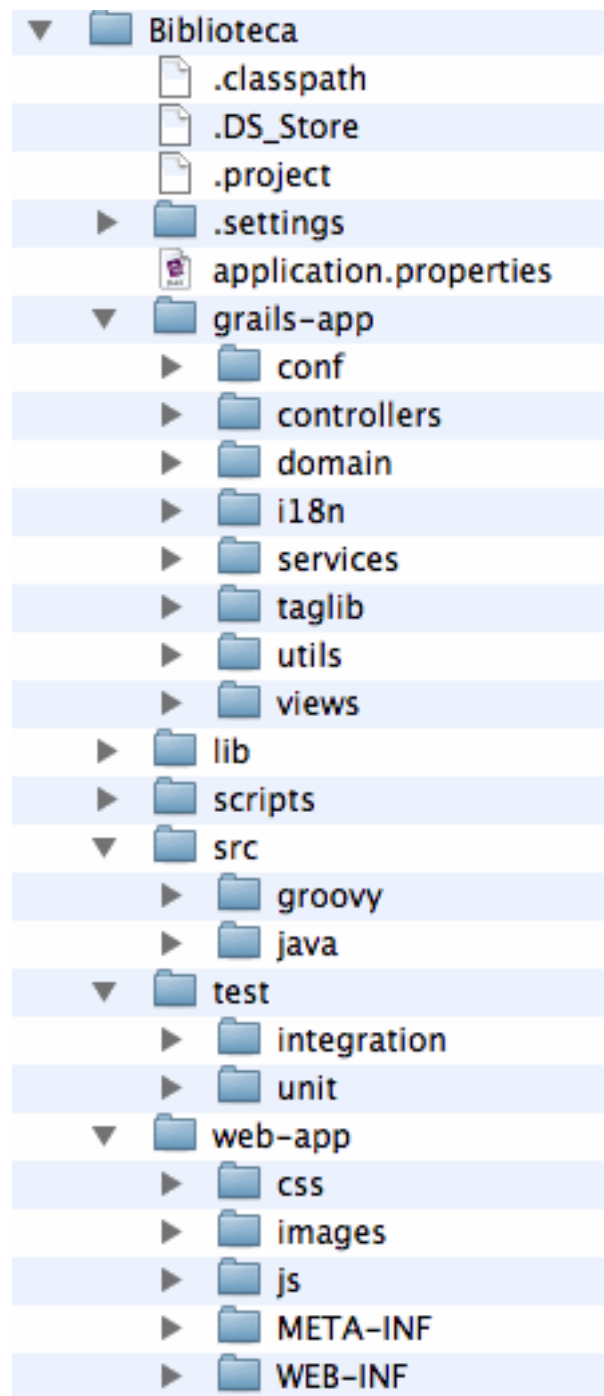 Biblioteca
.classpath
.DS_Store
.project
.settings
application.properties
grails-app
conf
controllers
domain
i18n
services
taglib
utils
views
lib
scripts
src
groovy
java
test
integration
unit
web-app
css
images
js
META-INF
WEB-INF